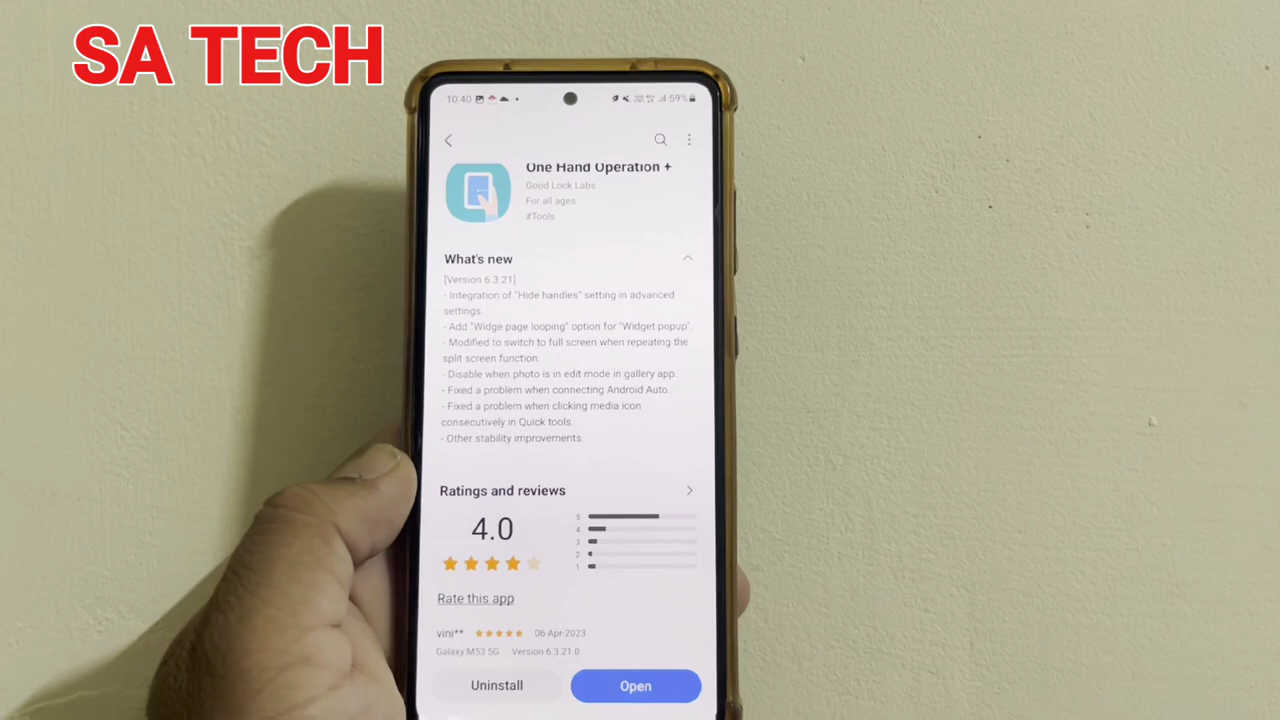 SA TECH
10.40
59%
One Hand Operation +
Good Lock Labs
For all ages
#Tools
What's new
[Version 6.3.21]
- Integration of "Hide handles" setting in advanced
settings.
- Add "Widge page looping" option for "Widget popup".
- Modified to switch to full screen when repeating the
split screen function.
- Disable when photo is in edit mode in gallery app.
- Fixed a problem when connecting Android Auto.
- Fixed a problem when clicking media icon
consecutively in Quick tools.
- Other stability improvements.
Ratings and reviews
4.0
5
4
3
2
1
Rate this app
vini** 06-Apr-2023
Galaxy M53 5G Version 6.3.21.0
Uninstall
Open